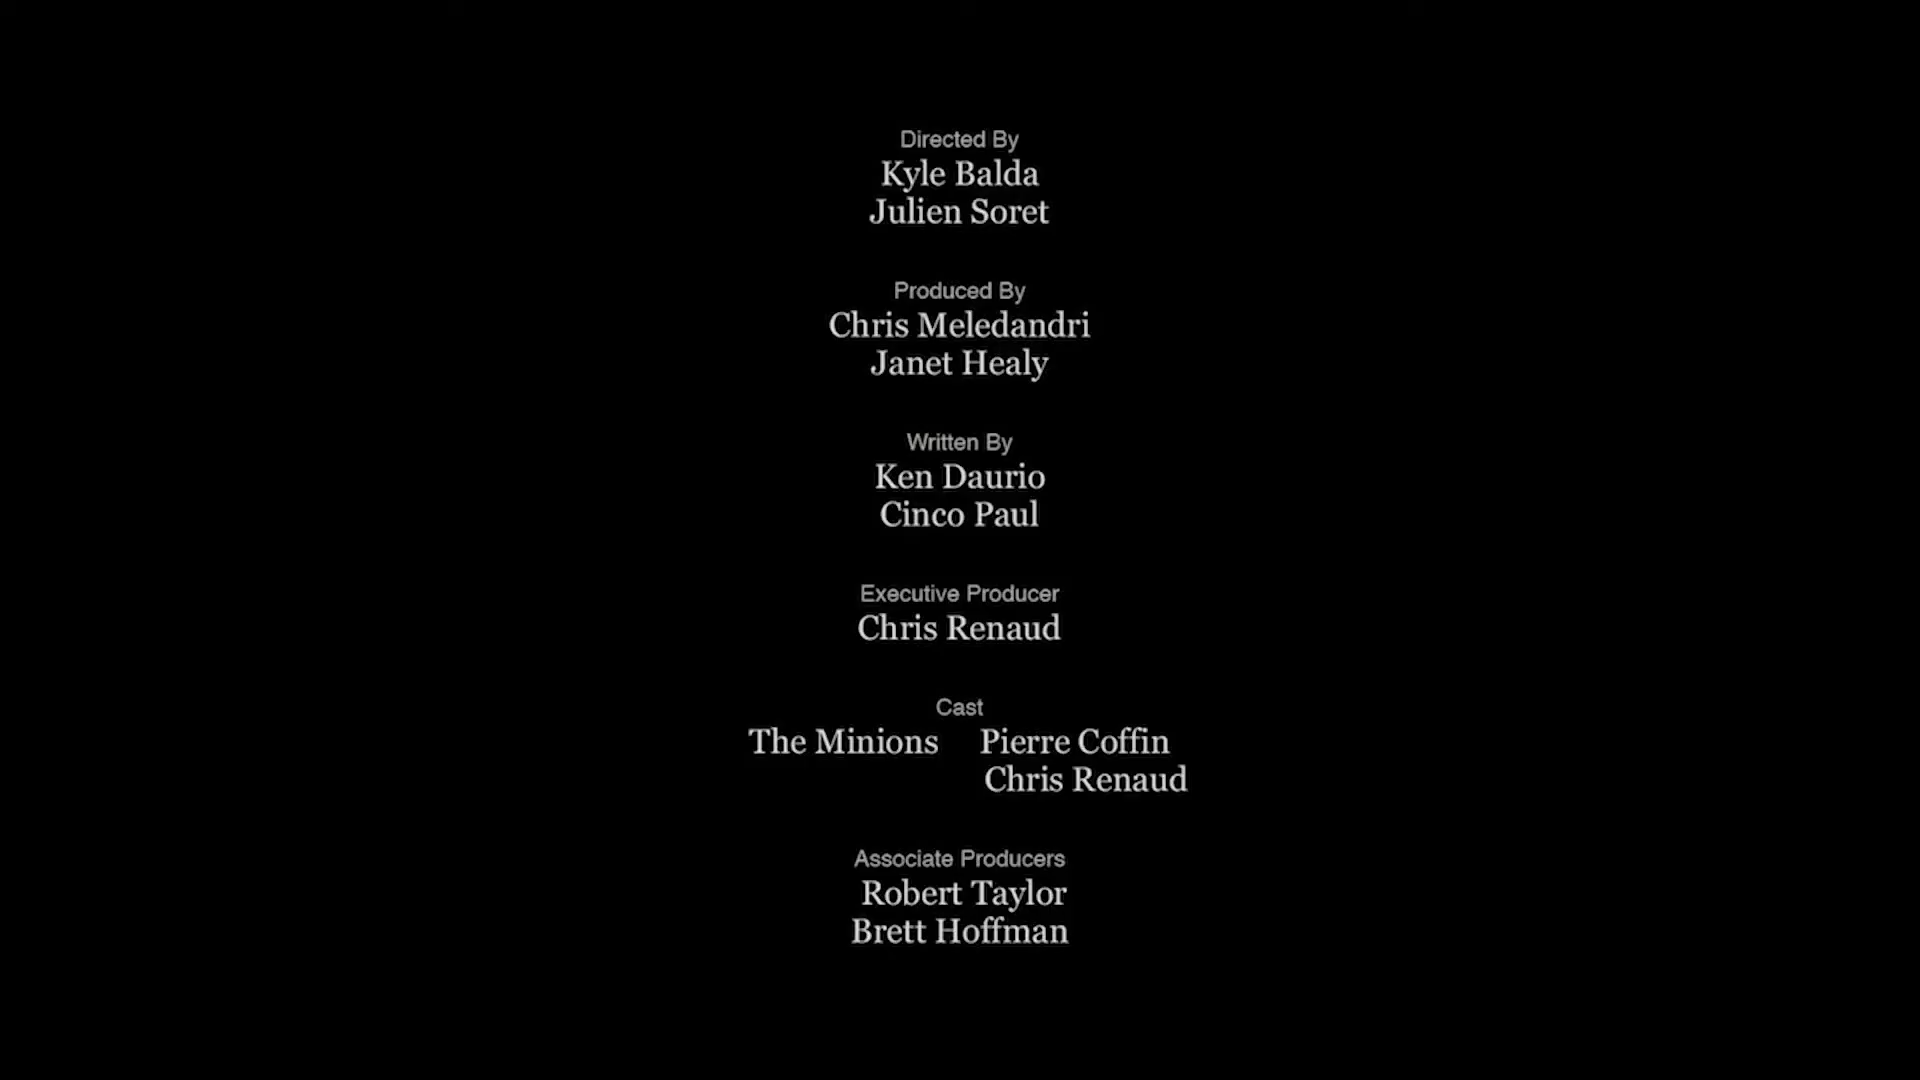 Directed By
Kyle Balda
Julien Soret
Produced By
Chris Meledandri
Janet Healy
Written By
Ken Daurio
Cinco Paul
Executive Producer
Chris Renaud
Cast
The Minions Pierre Coffin
Chris Renaud
Associate Producers
Robert Taylor
Brett Hoffman